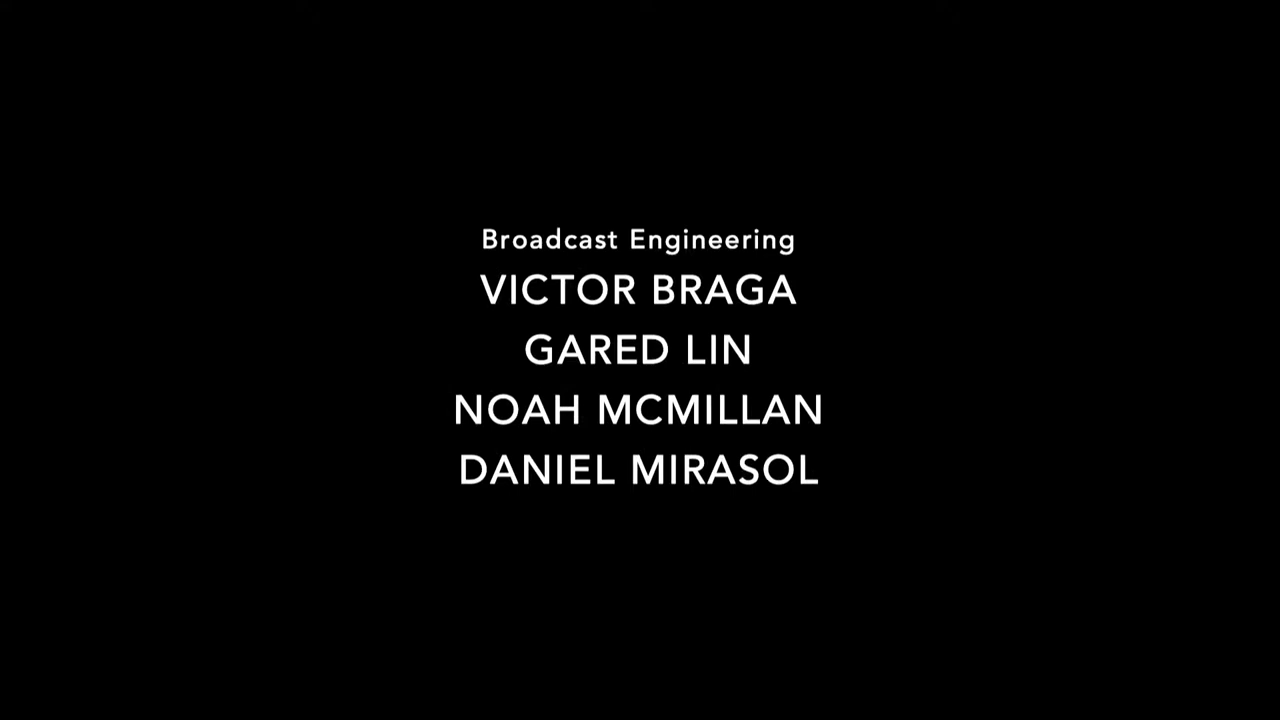 Broadcast Engineering
VICTOR BRAGA
GARED LIN
NOAH MCMILLAN
DANIEL MIRASOL